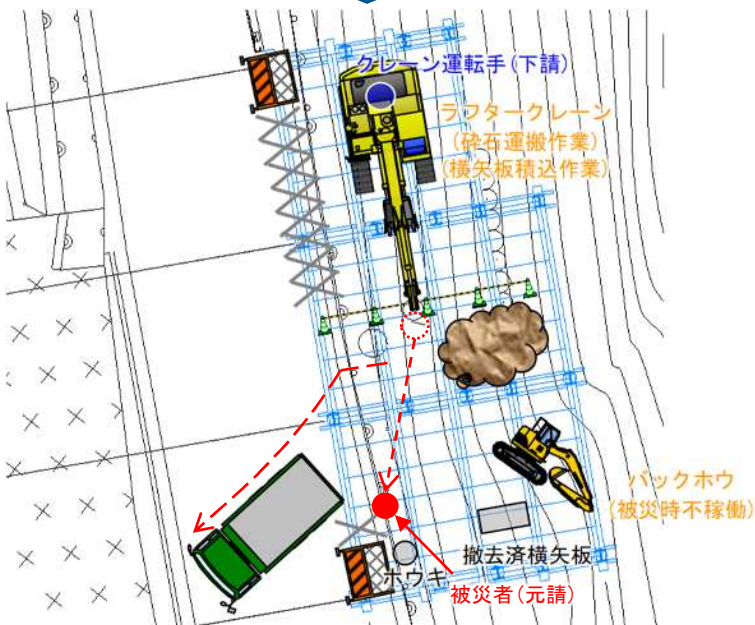 クレーン運転手(下請)
ラフタークレーン
(砕石運搬作業)
(横矢板積込作業)
バックホウ
(被災時不稼働)
撤去済横矢板
ホウキ
被災者(元請)